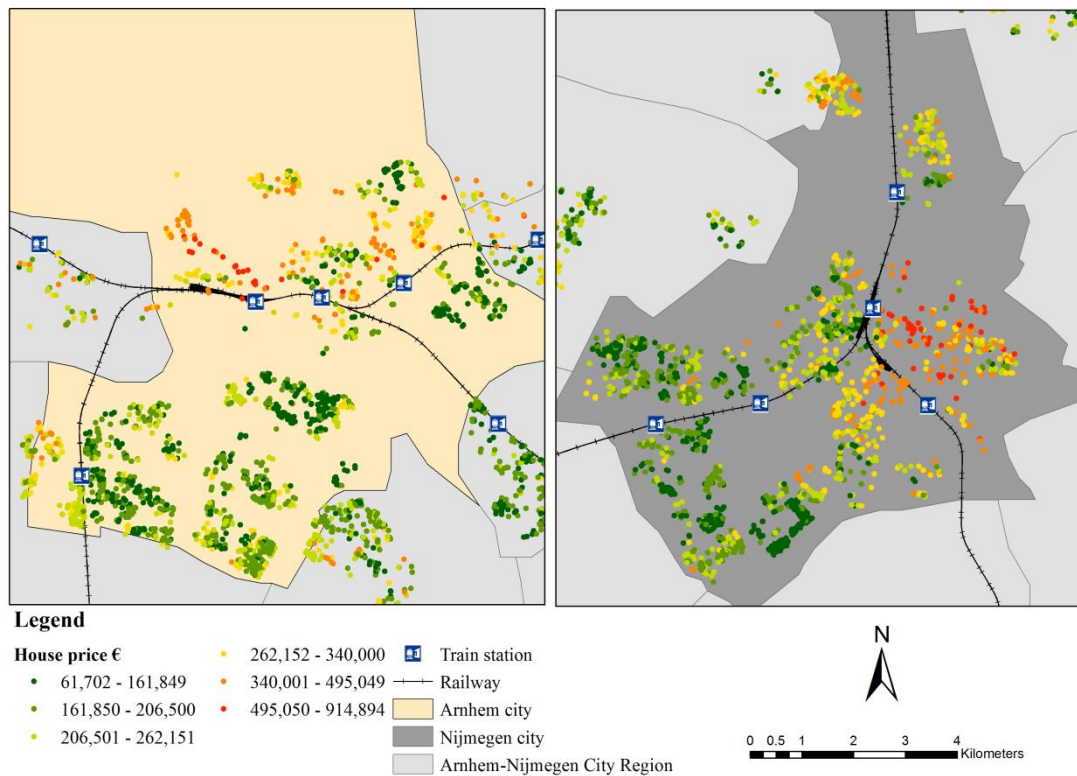 Legend
House price €
61,702 - 161,849
161,850 - 206,500
206,501 - 262,151
262,152 - 340,000
340,001 - 495,049
495,050 - 914,894
Train station
Railway
Arnhem city
Nijmegen city
Arnhem-Nijmegen City Region
N
0 0.5 1 2 3 4
Kilometers